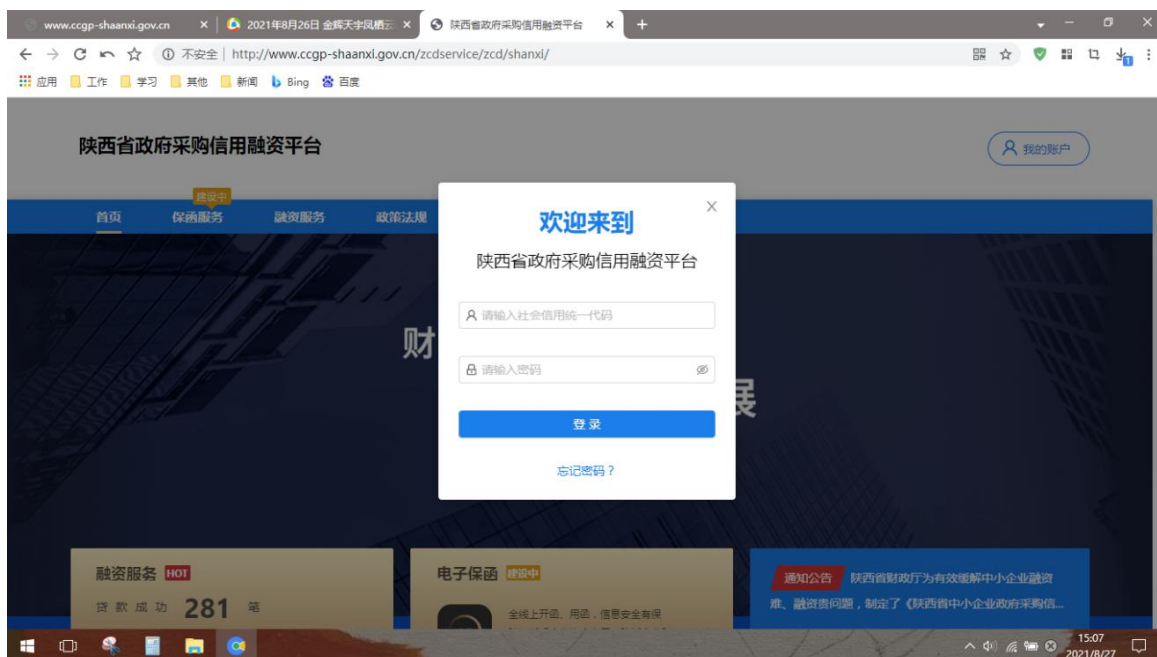 www.ccgp-shaanxi.gov.cn
2021年8月26日 金辉天宇凤栖云
陕西省政府采购信用融资平台
不安全 | http://www.ccgp-shaanxi.gov.cn/zcdservice/zcd/shanxi/
1
应用 工作 学习 其他 新闻 Bing 百度
陕西省政府采购信用融资平台
我的账户
建设中
首页 保函服务 融资服务 政策法规
欢迎来到
陕西省政府采购信用融资平台
请输入社会信用统一代码
请输入密码
登 录
忘记密码？
财
展
融资服务 HOT
贷款成功 281 笔
电子保函 建设中
全线上开函、用函，信息安全有保
通知公告 陕西省财政厅为有效缓解中小企业融资
难、融资贵问题，制定了《陕西省中小企业政府采购信...
15:07
2021/8/27